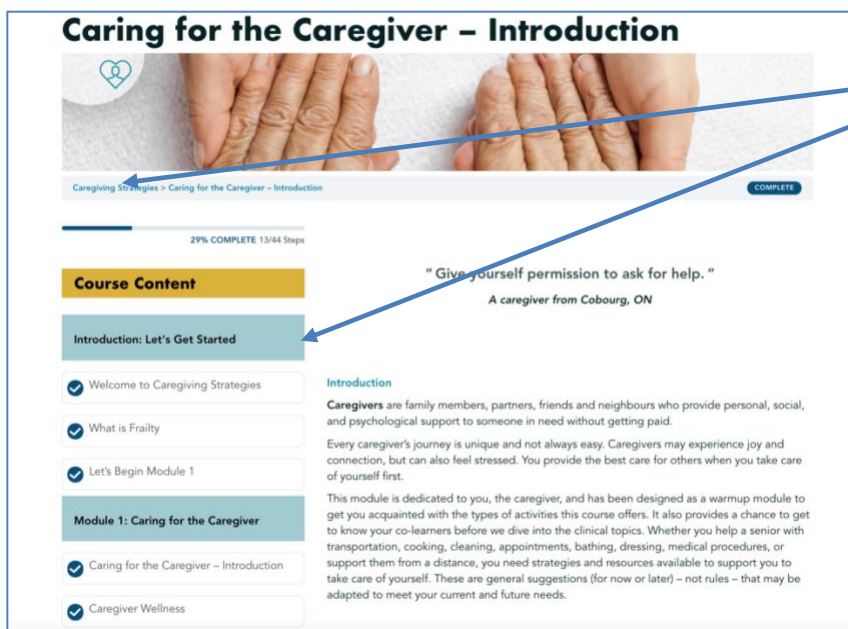 Caring for the Caregiver – Introduction
Caregiving Strategies > Caring for the Caregiver – Introduction
COMPLETE
29% COMPLETE 13/44 Steps
Course Content
Introduction: Let's Get Started
Welcome to Caregiving Strategies
What is Frailty
Let's Begin Module 1
Module 1: Caring for the Caregiver
Caring for the Caregiver – Introduction
Caregiver Wellness
" Give yourself permission to ask for help. "
A caregiver from Cobourg, ON
Introduction
Caregivers are family members, partners, friends and neighbours who provide personal, social,
and psychological support to someone in need without getting paid.
Every caregiver's journey is unique and not always easy. Caregivers may experience joy and
connection, but can also feel stressed. You provide the best care for others when you take care
of yourself first.
This module is dedicated to you, the caregiver, and has been designed as a warmup module to
get you acquainted with the types of activities this course offers. It also provides a chance to get
to know your co-learners before we dive into the clinical topics. Whether you help a senior with
transportation, cooking, cleaning, appointments, bathing, dressing, medical procedures, or
support them from a distance, you need strategies and resources available to support you to
take care of yourself. These are general suggestions (for now or later) – not rules – that may be
adapted to meet your current and future needs.